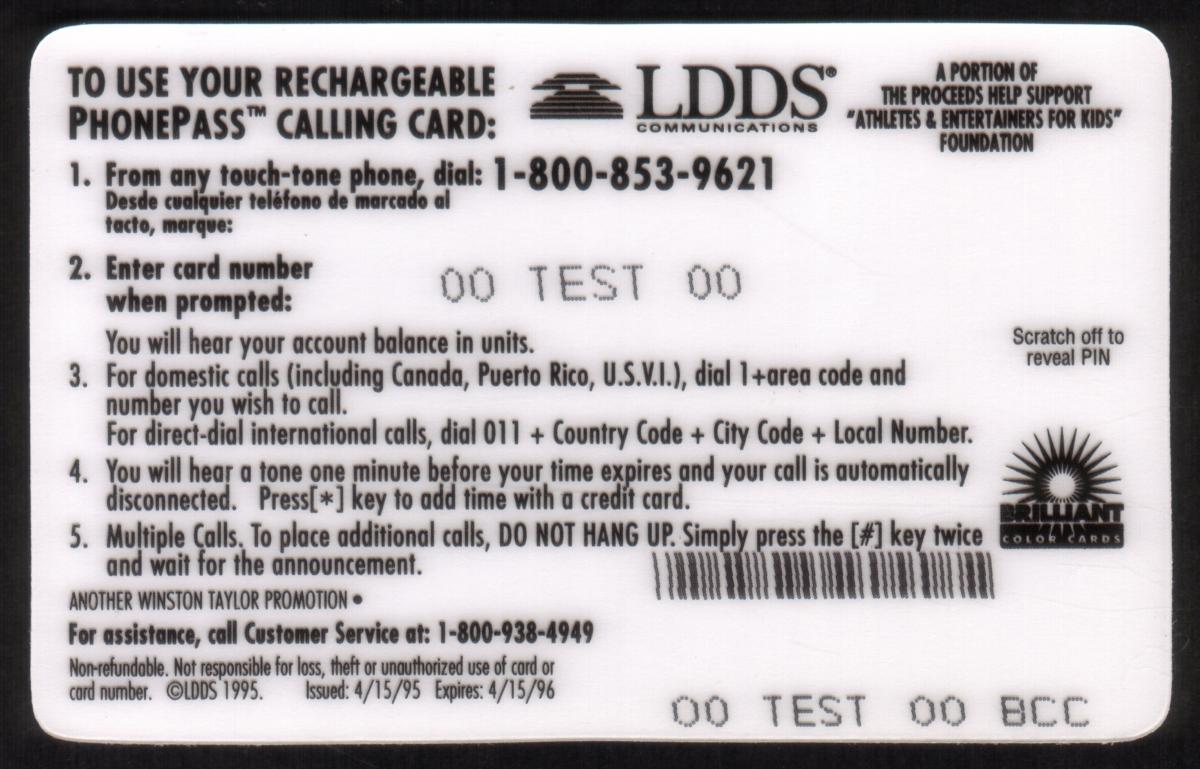 TO USE YOUR RECHARGEABLE
PHONEPASS™ CALLING CARD:
LDDS®
COMMUNICATIONS
A PORTION OF
THE PROCEEDS HELP SUPPORT
"ATHLETES & ENTERTAINERS FOR KIDS"
FOUNDATION
1. From any touch-tone phone, dial: 1-800-853-9621
Desde cualquier teléfono de marcado al
tacto, marque:
2. Enter card number
when prompted:
00 TEST 00
You will hear your account balance in units.
Scratch off to
reveal PIN
3. For domestic calls (including Canada, Puerto Rico, U.S.V.I.), dial 1+area code and
number you wish to call.
For direct-dial international calls, dial 011 + Country Code + City Code + Local Number.
4. You will hear a tone one minute before your time expires and your call is automatically
disconnected. Press[*] key to add time with a credit card.
5. Multiple Calls. To place additional calls, DO NOT HANG UP. Simply press the [#] key twice
and wait for the announcement.
BRILLIANT
COLOR CARDS
ANOTHER WINSTON TAYLOR PROMOTION •
For assistance, call Customer Service at: 1-800-938-4949
Non-refundable. Not responsible for loss, theft or unauthorized use of card or
card number. ©LDDS 1995. Issued: 4/15/95 Expires: 4/15/96
00 TEST 00 BCC